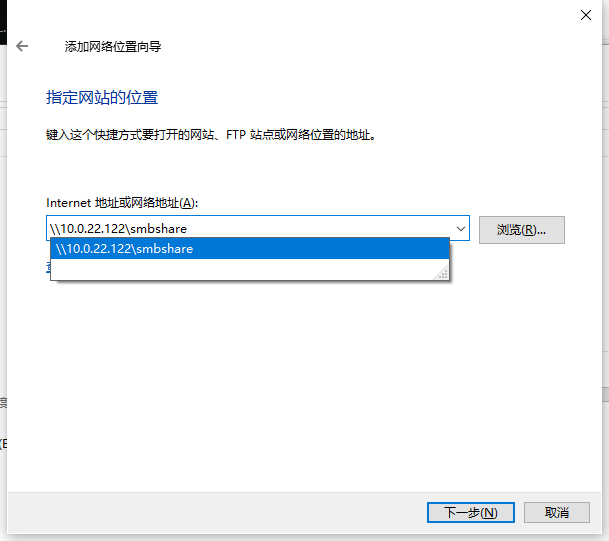 添加网络位置向导
指定网站的位置
键入这个快捷方式要打开的网站、FTP 站点或网络位置的地址。
Internet 地址或网络地址(A):
\\10.0.22.122\smbshare
浏览(R)...
\\10.0.22.122\smbshare
下一步(N)
取消